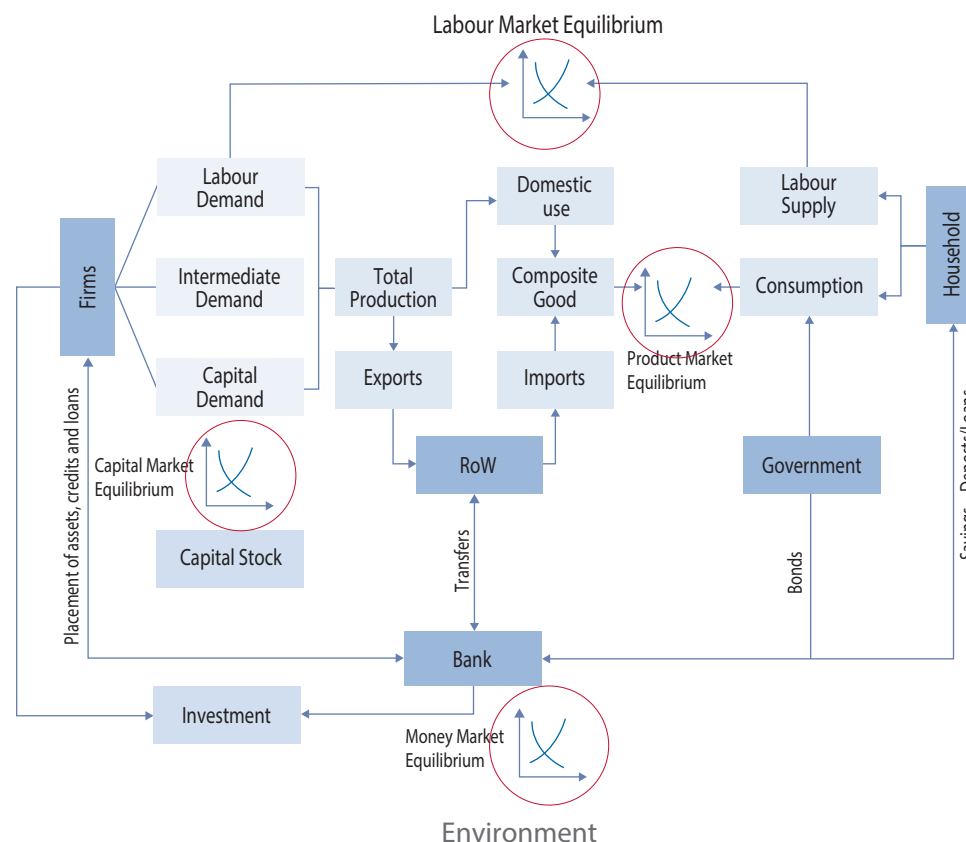 Labour Market Equilibrium
Labour
Demand
Domestic
use
Labour
Supply
Firms
Intermediate
Demand
Total
Production
Composite
Good
Consumption
Household
Product Market
Equilibrium
Capital
Demand
Exports
Imports
Capital Market
Equilibrium
RoW
Government
Capital Stock
Placement of assets, credits and loans
Transfers
Bonds
Bank
Investment
Money Market
Equilibrium
Environment